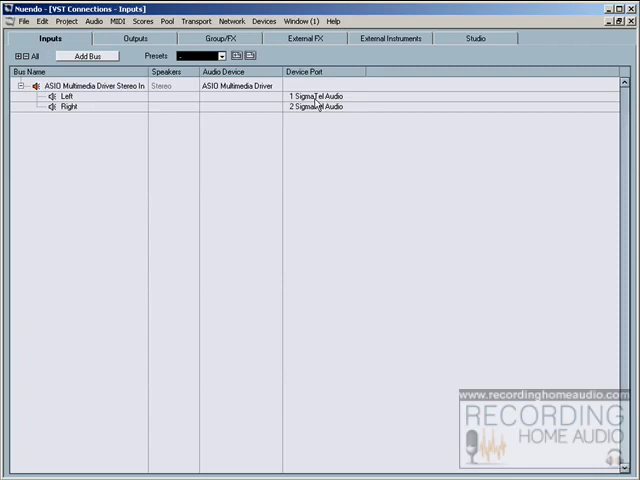 Nuendo - [VST Connections - Inputs]
File Edit Project Audio MIDI Scores Pool Transport Network Devices Window (1) Help
Inputs Outputs Group/FX External FX External Instruments Studio
All Add Bus Presets -
Bus Name Speakers Audio Device Device Port
ASIO Multimedia Driver Stereo In Stereo ASIO Multimedia Driver
Left 1 SigmaTel Audio
Right 2 SigmaTel Audio
www.recordinghomeaudio.com
RECORDING
HOME AUDIO